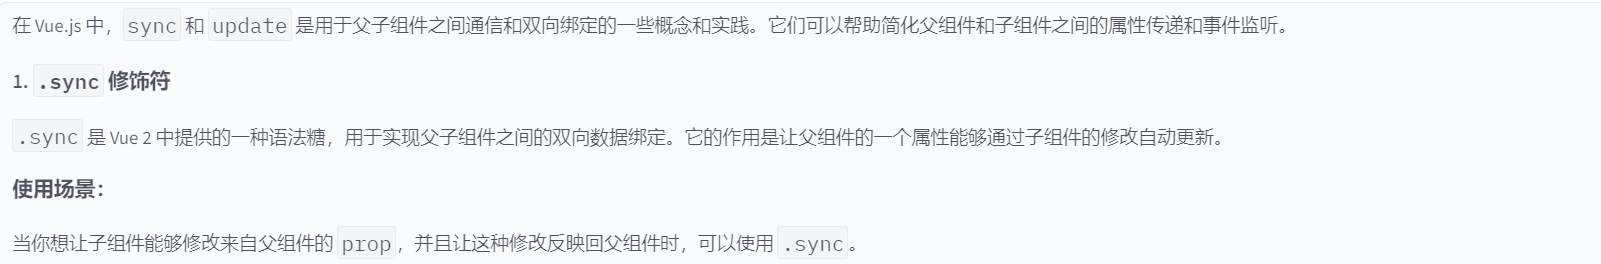 在 Vue.js 中，sync 和 update 是用于父子组件之间通信和双向绑定的一些概念和实践。它们可以帮助简化父组件和子组件之间的属性传递和事件监听。
1. .sync 修饰符
.sync 是 Vue 2 中提供的一种语法糖，用于实现父子组件之间的双向数据绑定。它的作用是让父组件的一个属性能够通过子组件的修改自动更新。
使用场景：
当你想让子组件能够修改来自父组件的 prop，并且让这种修改反映回父组件时，可以使用 .sync。